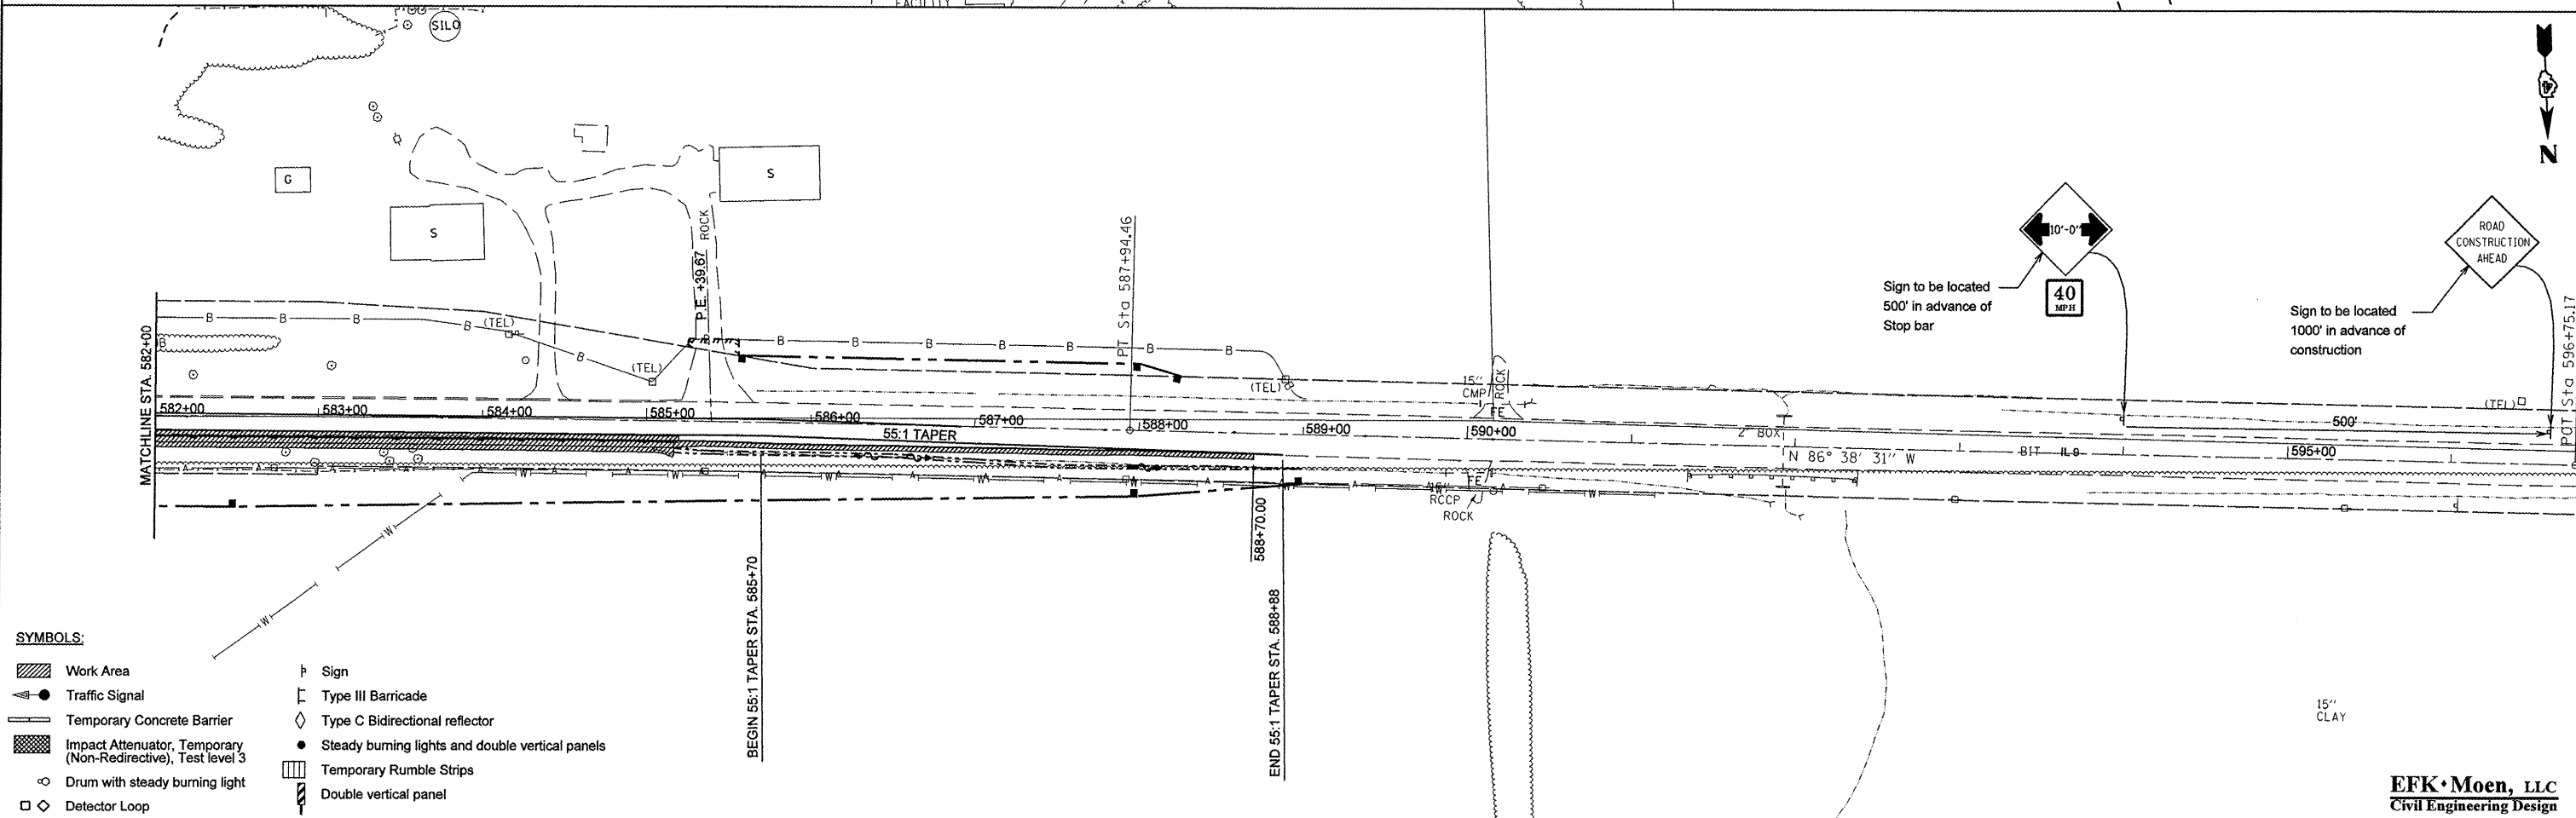 FACILITY
SILO
N
G
S
S
ROCK
P.E. +39.67
PT Sta 587+94.46
10'-0"
40
MPH
Sign to be located
500' in advance of
Stop bar
ROAD
CONSTRUCTION
AHEAD
Sign to be located
1000' in advance of
construction
POT Sta 596+75.17
MATCHLINE STA. 582+00
B B B B (TEL) B (TEL) B B B B B B (TEL)
B
15"
CMP
ROCK
FE
(TEL)
582+00 583+00 584+00 585+00 586+00 587+00 588+00 589+00 590+00 595+00
55:1 TAPER
2" BOX
500'
N 86° 38' 31" W
BIT IL 9
A A A A W A W A W A W A W A W A A W
FE
RCCP
ROCK
W
W
588+70.00
BEGIN 55:1 TAPER STA. 585+70
END 55:1 TAPER STA. 588+88
15"
CLAY
SYMBOLS:
Work Area
Traffic Signal
Temporary Concrete Barrier
Impact Attenuator, Temporary
(Non-Redirective), Test level 3
Drum with steady burning light
Detector Loop
Sign
Type III Barricade
Type C Bidirectional reflector
Steady burning lights and double vertical panels
Temporary Rumble Strips
Double vertical panel
EFK•Moen, LLC
Civil Engineering Design